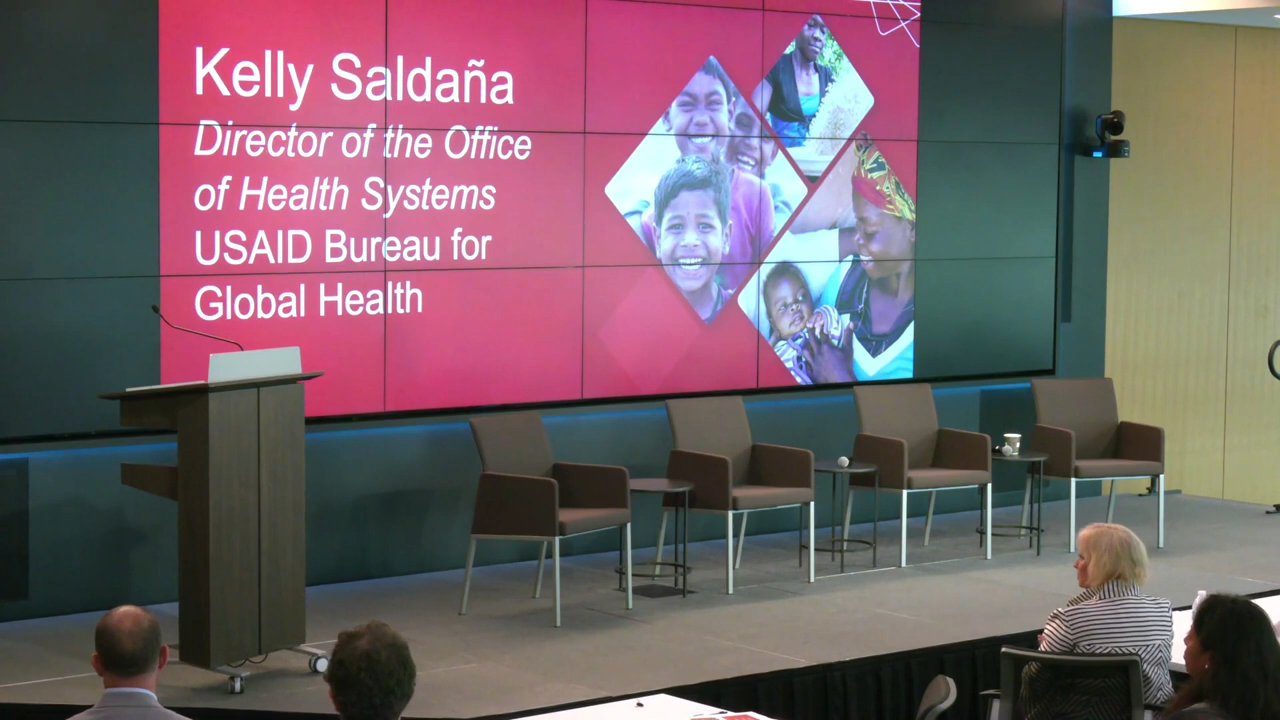 Kelly Saldaña
Director of the Office
of Health Systems
USAID Bureau for
Global Health